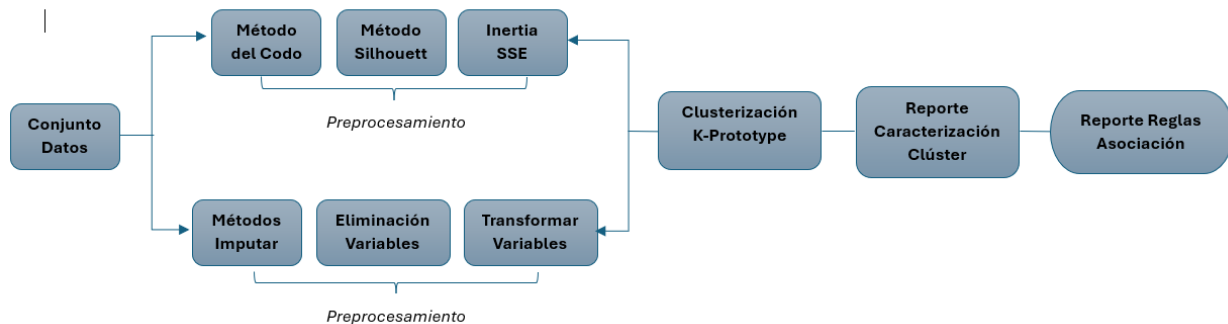 Método
del Codo
Método
Silhouett
Inertia
SSE
Preprocesamiento
Conjunto
Datos
Clusterización
K-Prototype
Reporte
Caracterización
Clúster
Reporte Reglas
Asociación
Métodos
Imputar
Eliminación
Variables
Transformar
Variables
Preprocesamiento